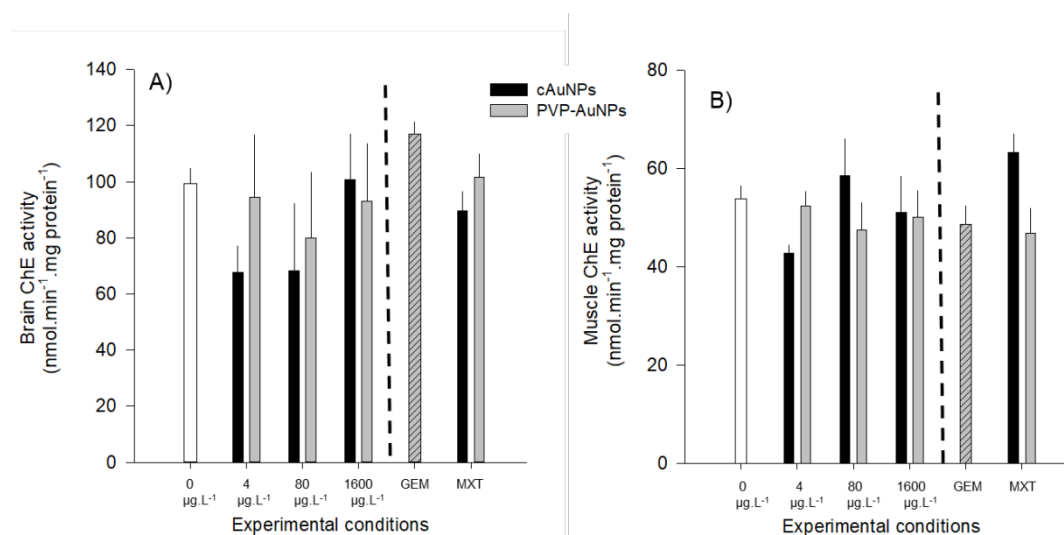 A)
140
120
100
80
60
40
20
0
Brain ChE activity
(nmol.min⁻¹.mg protein⁻¹)
0 4 80 1600 GEM MXT
µg.L⁻¹ µg.L⁻¹ µg.L⁻¹ µg.L⁻¹
Experimental conditions
cAuNPs
PVP-AuNPs
B)
80
60
40
20
0
Muscle ChE activity
(nmol.min⁻¹.mg protein⁻¹)
0 4 80 1600 GEM MXT
µg.L⁻¹ µg.L⁻¹ µg.L⁻¹ µg.L⁻¹
Experimental conditions